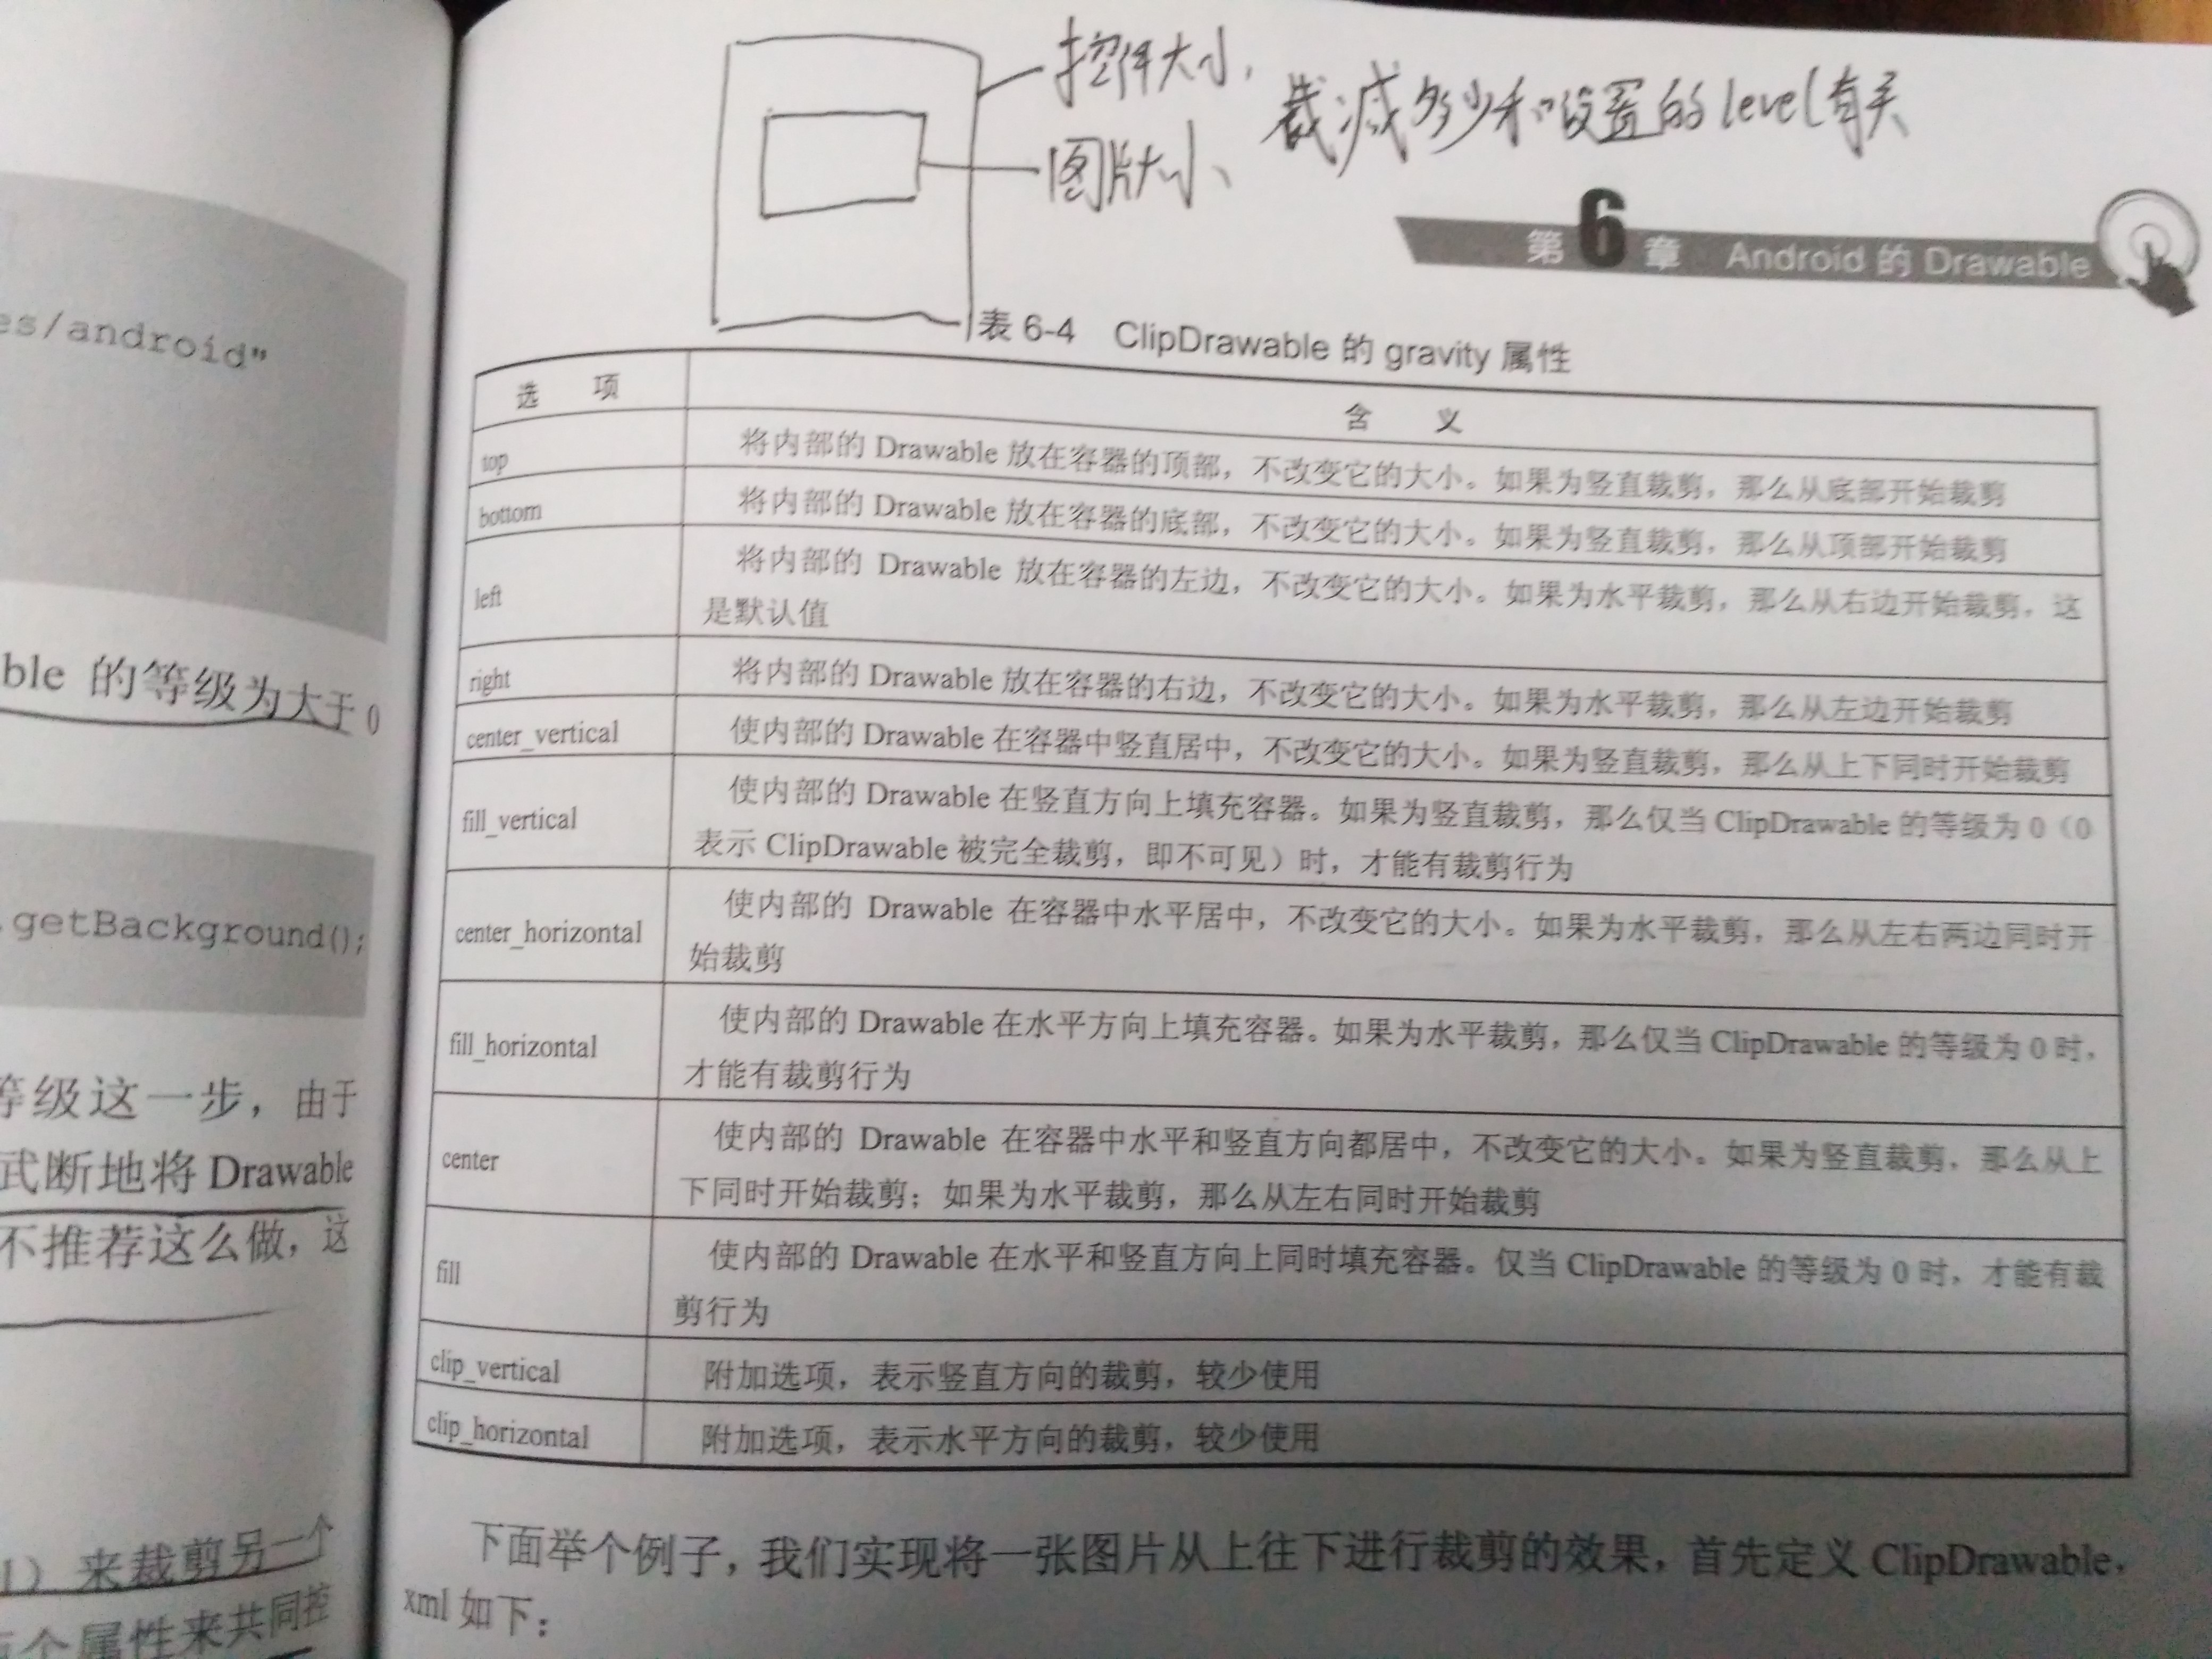 es/android"
ble 的等级为大于 0
.getBackground();
等级这一步，由于
武断地将 Drawable
不推荐这么做，这
1）来裁剪另一个
个属性来共同控
控件大小，
图片大小、
裁减多少和设置的level有关
第6章 Android 的 Drawable
表 6-4 ClipDrawable 的 gravity 属性
选 项 含 义
top 将内部的 Drawable 放在容器的顶部，不改变它的大小。如果为竖直裁剪，那么从底部开始裁剪
bottom 将内部的 Drawable 放在容器的底部，不改变它的大小。如果为竖直裁剪，那么从顶部开始裁剪
left 将内部的 Drawable 放在容器的左边，不改变它的大小。如果为水平裁剪，那么从右边开始裁剪，这
是默认值
right 将内部的 Drawable 放在容器的右边，不改变它的大小。如果为水平裁剪，那么从左边开始裁剪
center_vertical 使内部的 Drawable 在容器中竖直居中，不改变它的大小。如果为竖直裁剪，那么从上下同时开始裁剪
fill_vertical 使内部的 Drawable 在竖直方向上填充容器。如果为竖直裁剪，那么仅当 ClipDrawable 的等级为 0（0
表示 ClipDrawable 被完全裁剪，即不可见）时，才能有裁剪行为
center_horizontal 使内部的 Drawable 在容器中水平居中，不改变它的大小。如果为水平裁剪，那么从左右两边同时开
始裁剪
fill_horizontal 使内部的 Drawable 在水平方向上填充容器。如果为水平裁剪，那么仅当 ClipDrawable 的等级为 0 时，
才能有裁剪行为
center 使内部的 Drawable 在容器中水平和竖直方向都居中，不改变它的大小。如果为竖直裁剪，那么从上
下同时开始裁剪；如果为水平裁剪，那么从左右同时开始裁剪
fill 使内部的 Drawable 在水平和竖直方向上同时填充容器。仅当 ClipDrawable 的等级为 0 时，才能有裁
剪行为
clip_vertical 附加选项，表示竖直方向的裁剪，较少使用
clip_horizontal 附加选项，表示水平方向的裁剪，较少使用
下面举个例子，我们实现将一张图片从上往下进行裁剪的效果，首先定义 ClipDrawable，
xml 如下：